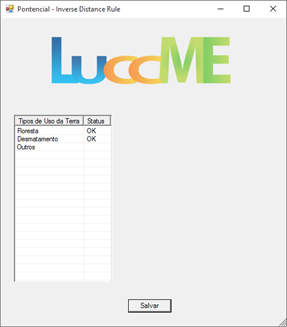 Pontencial - Inverse Distance Rule
LuccME
Tipos de Uso da Terra Status
Floresta OK
Desmatamento OK
Outros
Salvar